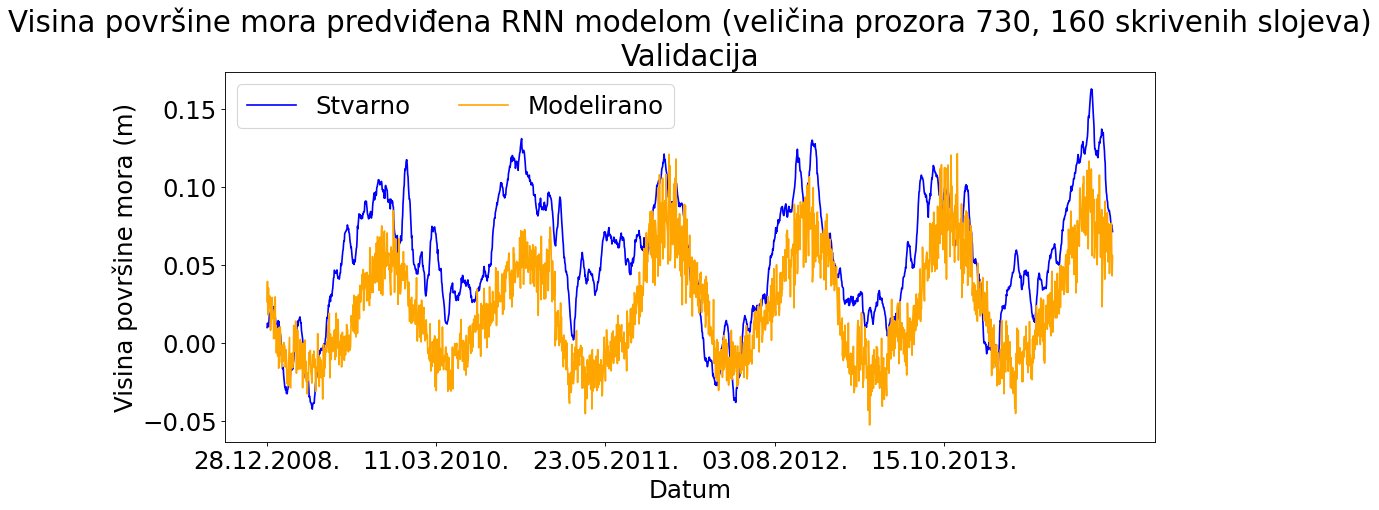 Visina površine mora predviđena RNN modelom (veličina prozora 730, 160 skrivenih slojeva)
Validacija
Stvarno Modelirano
Visina površine mora (m)
0.15
0.10
0.05
0.00
−0.05
28.12.2008. 11.03.2010. 23.05.2011. 03.08.2012. 15.10.2013.
Datum